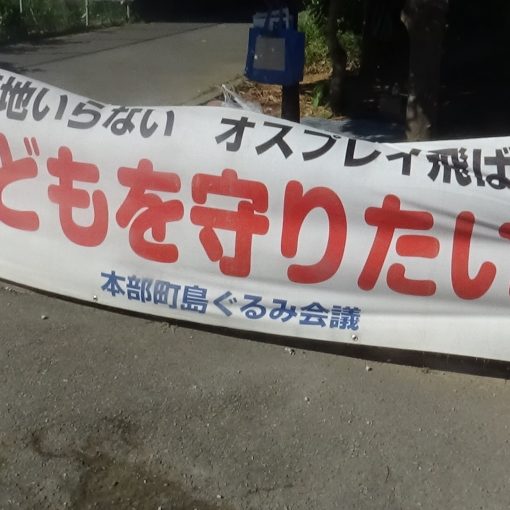 地いらない オスプレイ飛ば
どもを守りたい
本部町島ぐるみ会議